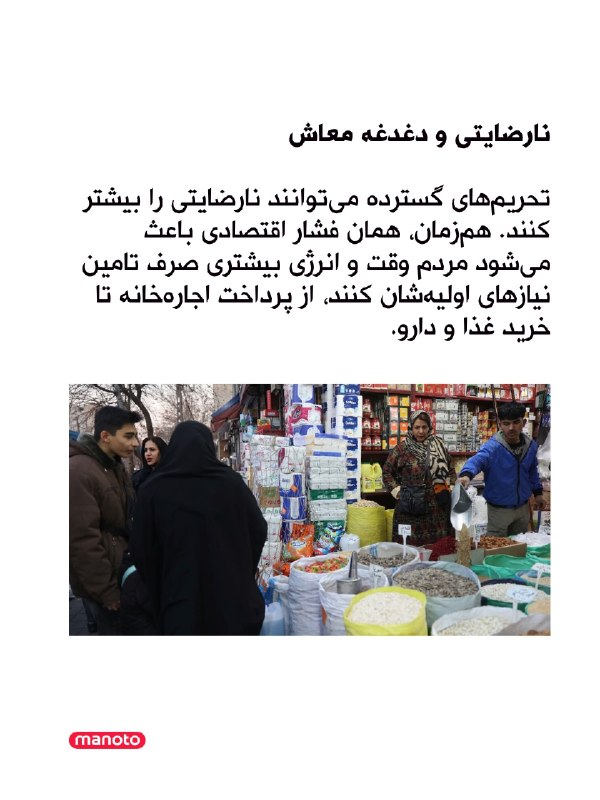 نارضایتی و دغدغه معاش
تحریم‌های گسترده می‌توانند نارضایتی را بیشتر
کنند. هم‌زمان، همان فشار اقتصادی باعث
می‌شود مردم وقت و انرژی بیشتری صرف تامین
نیازهای اولیه‌شان کنند، از پرداخت اجاره‌خانه تا
خرید غذا و دارو.
manoto